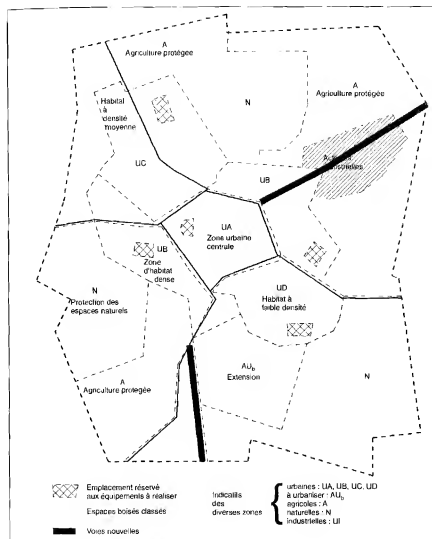 A
Agriculture protégée
A
Agriculture protégée
Habitat
à
densité
moyenne
N
UC
UB
UA
Zone urbaine
centrale
UB
Zone
d'habitat
dense
N
Protection des
espaces naturels
UD
Habitat à
faible densité
A
Agriculture protégée
AUb
Extension
N
Emplacement réservé
aux équipements à réaliser
Espaces boisés classés
Voies nouvelles
Indicatifs
des
diverses zones
urbaines : UA, UB, UC, UD
à urbaniser : AUb
agricoles : A
naturelles : N
industrielles : UI